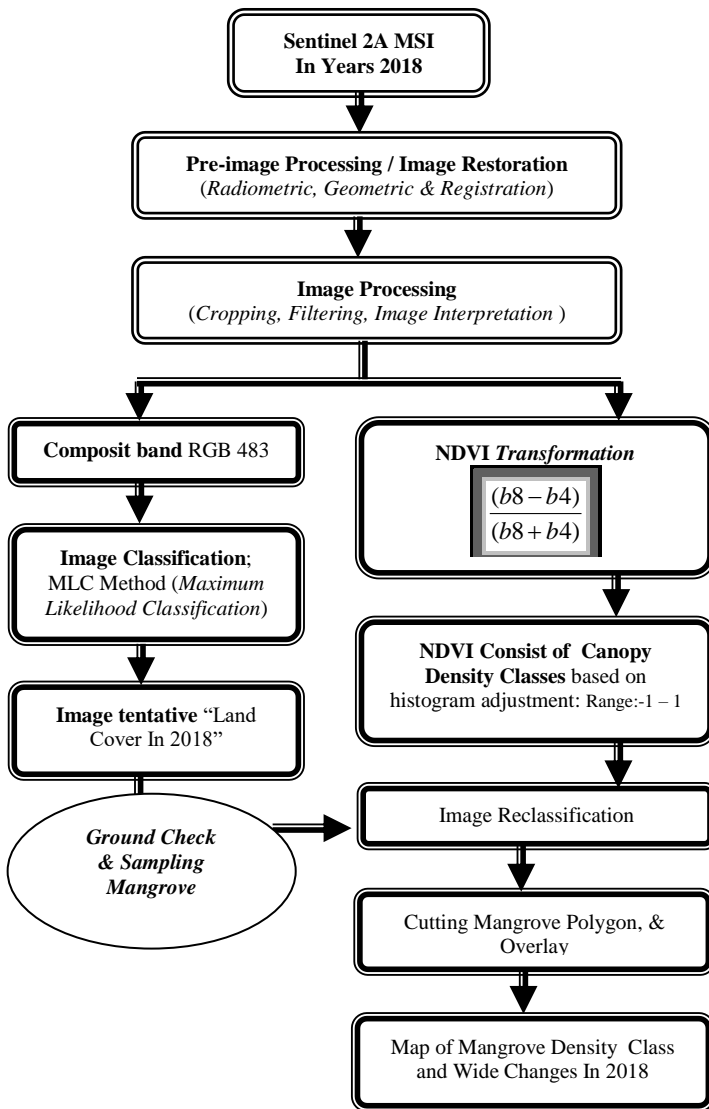 Sentinel 2A MSI
In Years 2018
Pre-image Processing / Image Restoration
(Radiometric, Geometric & Registration)
Image Processing
(Cropping, Filtering, Image Interpretation )
Composit band RGB 483
Image Classification;
MLC Method (Maximum
Likelihood Classification)
Image tentative “Land
Cover In 2018”
Ground Check
& Sampling
Mangrove
NDVI Transformation
(b8 – b4)
(b8 + b4)
NDVI Consist of Canopy
Density Classes based on
histogram adjustment: Range:-1 – 1
Image Reclassification
Cutting Mangrove Polygon, &
Overlay
Map of Mangrove Density Class
and Wide Changes In 2018